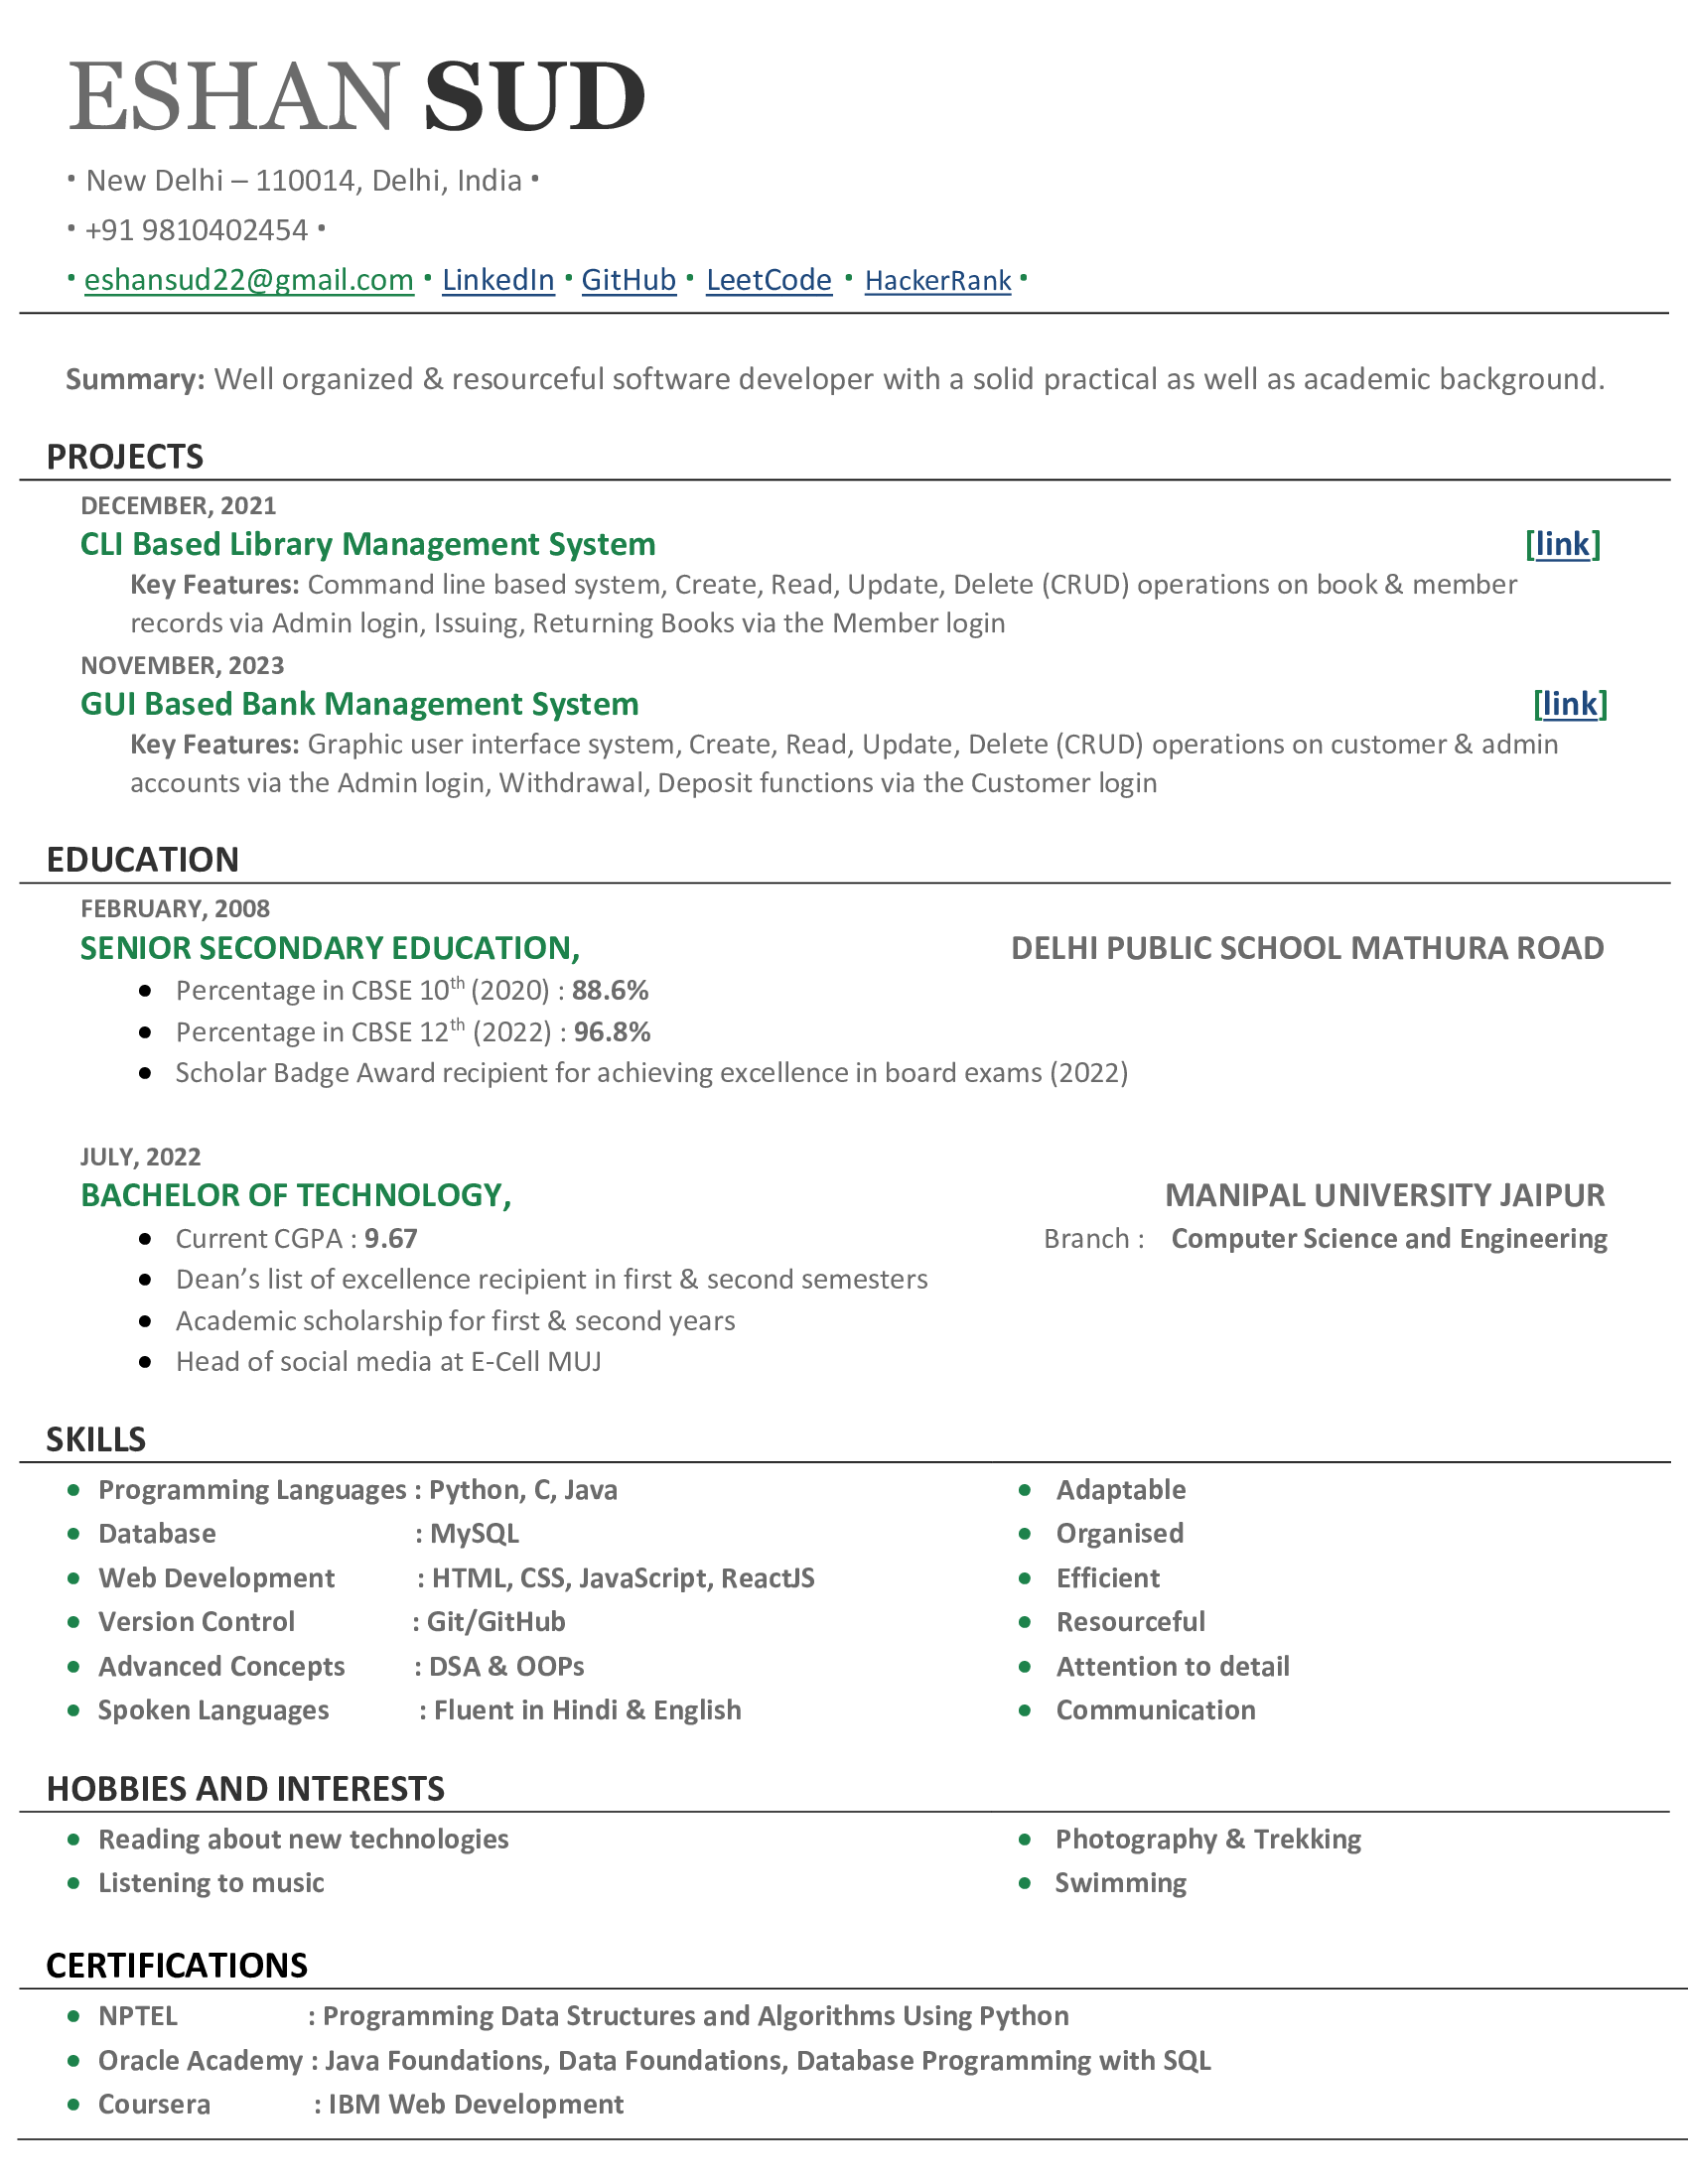 ESHAN SUD
· New Delhi – 110014, Delhi, India ·
· +91 9810402454 ·
· eshansud22@gmail.com · LinkedIn · GitHub · LeetCode · HackerRank ·
Summary: Well organized & resourceful software developer with a solid practical as well as academic background.
PROJECTS
DECEMBER, 2021
CLI Based Library Management System [link]
Key Features: Command line based system, Create, Read, Update, Delete (CRUD) operations on book & member
records via Admin login, Issuing, Returning Books via the Member login
NOVEMBER, 2023
GUI Based Bank Management System [link]
Key Features: Graphic user interface system, Create, Read, Update, Delete (CRUD) operations on customer & admin
accounts via the Admin login, Withdrawal, Deposit functions via the Customer login
EDUCATION
FEBRUARY, 2008
SENIOR SECONDARY EDUCATION, DELHI PUBLIC SCHOOL MATHURA ROAD
• Percentage in CBSE 10th (2020) : 88.6%
• Percentage in CBSE 12th (2022) : 96.8%
• Scholar Badge Award recipient for achieving excellence in board exams (2022)
JULY, 2022
BACHELOR OF TECHNOLOGY, MANIPAL UNIVERSITY JAIPUR
• Current CGPA : 9.67 Branch : Computer Science and Engineering
• Dean’s list of excellence recipient in first & second semesters
• Academic scholarship for first & second years
• Head of social media at E-Cell MUJ
SKILLS
• Programming Languages : Python, C, Java
• Database : MySQL
• Web Development : HTML, CSS, JavaScript, ReactJS
• Version Control : Git/GitHub
• Advanced Concepts : DSA & OOPs
• Spoken Languages : Fluent in Hindi & English
• Adaptable
• Organised
• Efficient
• Resourceful
• Attention to detail
• Communication
HOBBIES AND INTERESTS
• Reading about new technologies
• Listening to music
• Photography & Trekking
• Swimming
CERTIFICATIONS
• NPTEL : Programming Data Structures and Algorithms Using Python
• Oracle Academy : Java Foundations, Data Foundations, Database Programming with SQL
• Coursera : IBM Web Development